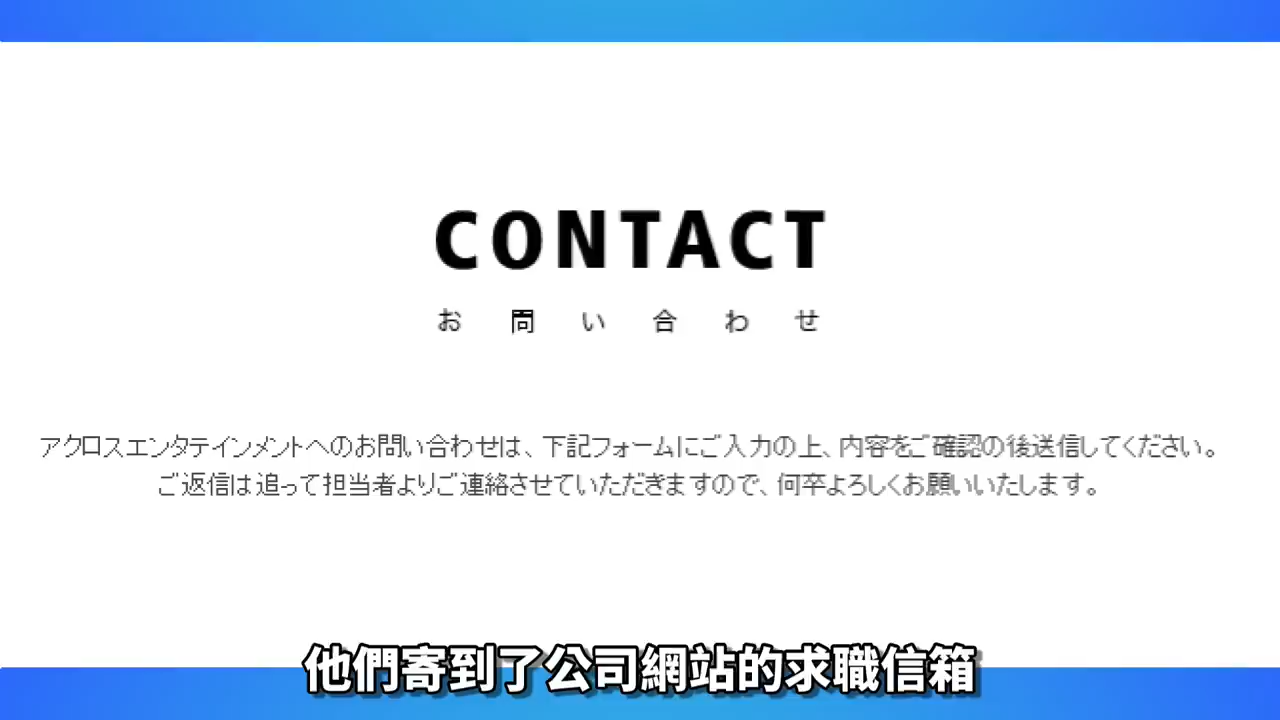 CONTACT
お問い合わせ
アクロスエンタテインメントへのお問い合わせは、下記フォームにご入力の上、内容をご確認の後送信してください。
ご返信は追って担当者よりご連絡させていただきますので、何卒よろしくお願いいたします。
他們寄到了公司網站的求職信箱